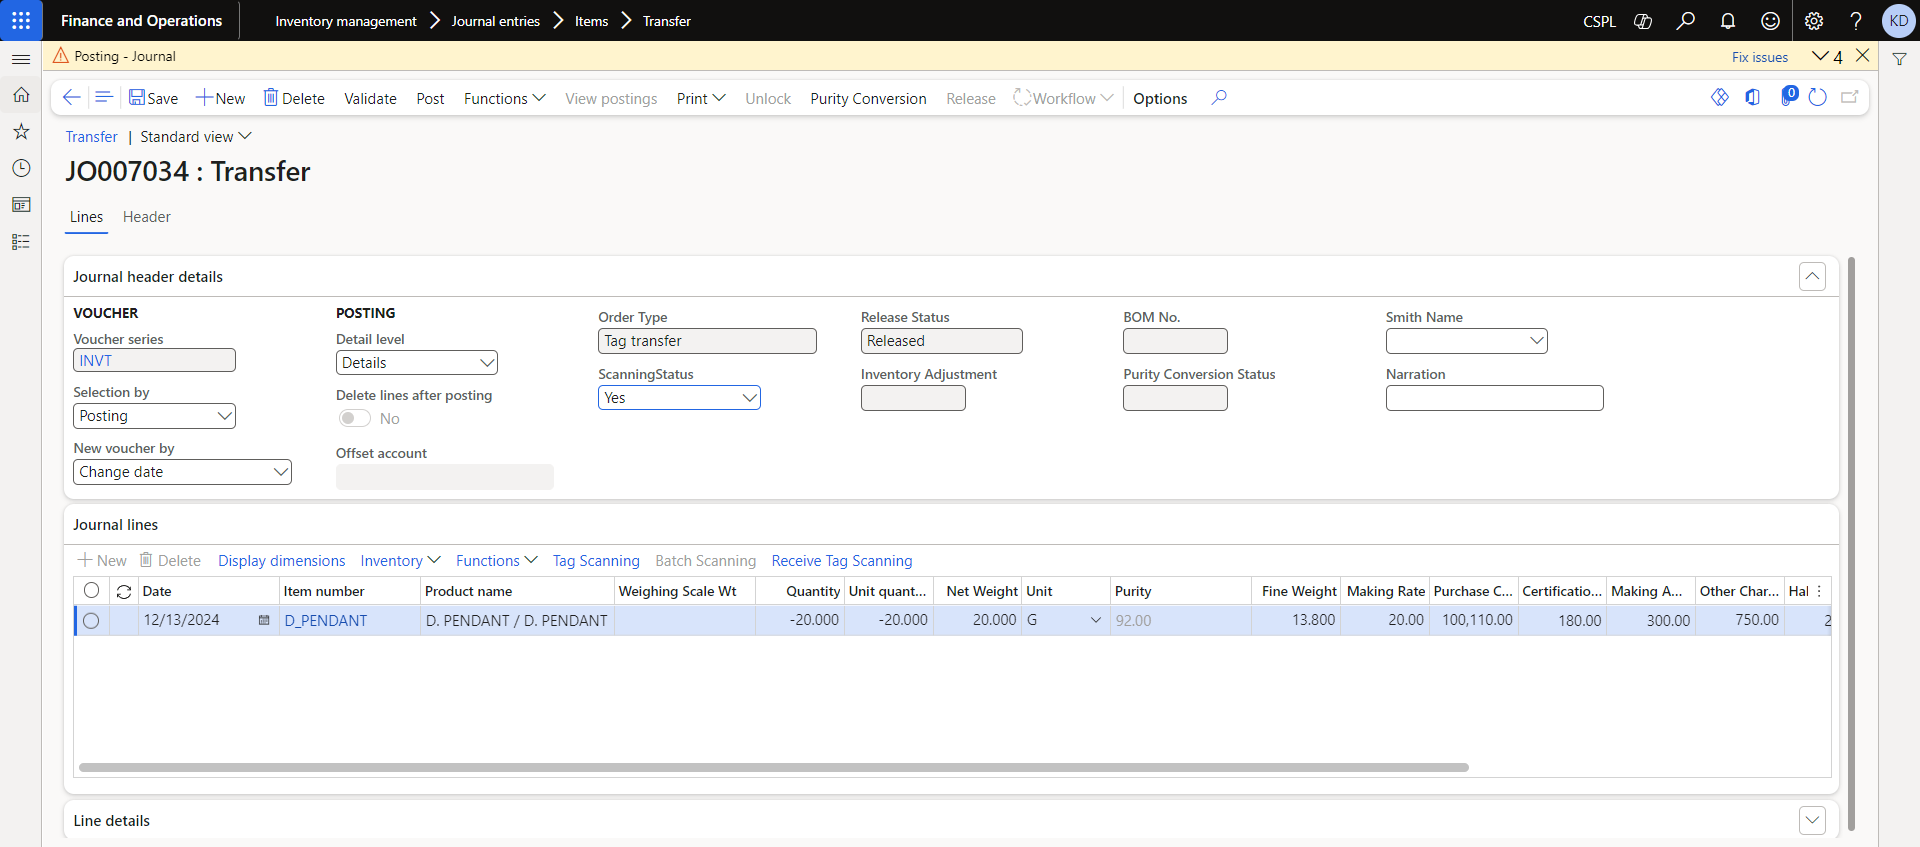 Finance and Operations
Inventory management > Journal entries > Items > Transfer
CSPL
?
KD
Posting - Journal
Fix issues
4
Save
New
Delete
Validate
Post
Functions
View postings
Print
Unlock
Purity Conversion
Release
Workflow
Options
0
Transfer | Standard view
JO007034 : Transfer
Lines
Header
Journal header details
VOUCHER
Voucher series
INVT
Selection by
Posting
New voucher by
Change date
POSTING
Detail level
Details
Delete lines after posting
No
Offset account
Order Type
Tag transfer
ScanningStatus
Yes
Release Status
Released
Inventory Adjustment
BOM No.
Purity Conversion Status
Smith Name
Narration
Journal lines
New Delete Display dimensions Inventory Functions Tag Scanning Batch Scanning Receive Tag Scanning
Date Item number Product name Weighing Scale Wt Quantity Unit quant... Net Weight Unit Purity Fine Weight Making Rate Purchase C... Certificatio... Making A... Other Char... Hal
12/13/2024 D_PENDANT D. PENDANT / D. PENDANT -20.000 -20.000 20.000 G 92.00 13.800 20.00 100,110.00 180.00 300.00 750.00 2
Line details